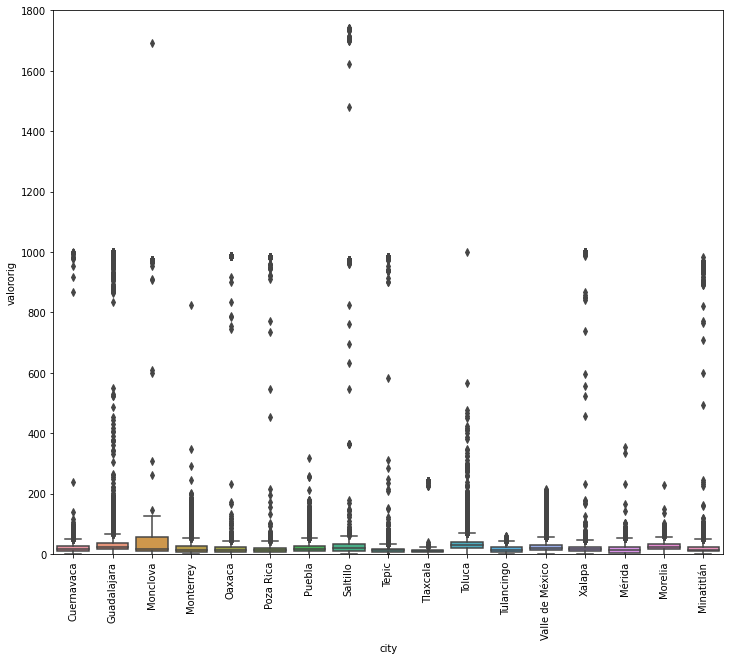 1800
1600
1400
1200
1000
800
600
400
200
0
valororig
Cuernavaca
Guadalajara
Monclova
Monterrey
Oaxaca
Poza Rica
Puebla
Saltillo
Tepic
Tlaxcala
Toluca
Tulancingo
Valle de México
Xalapa
Mérida
Morelia
Minatitlán
city